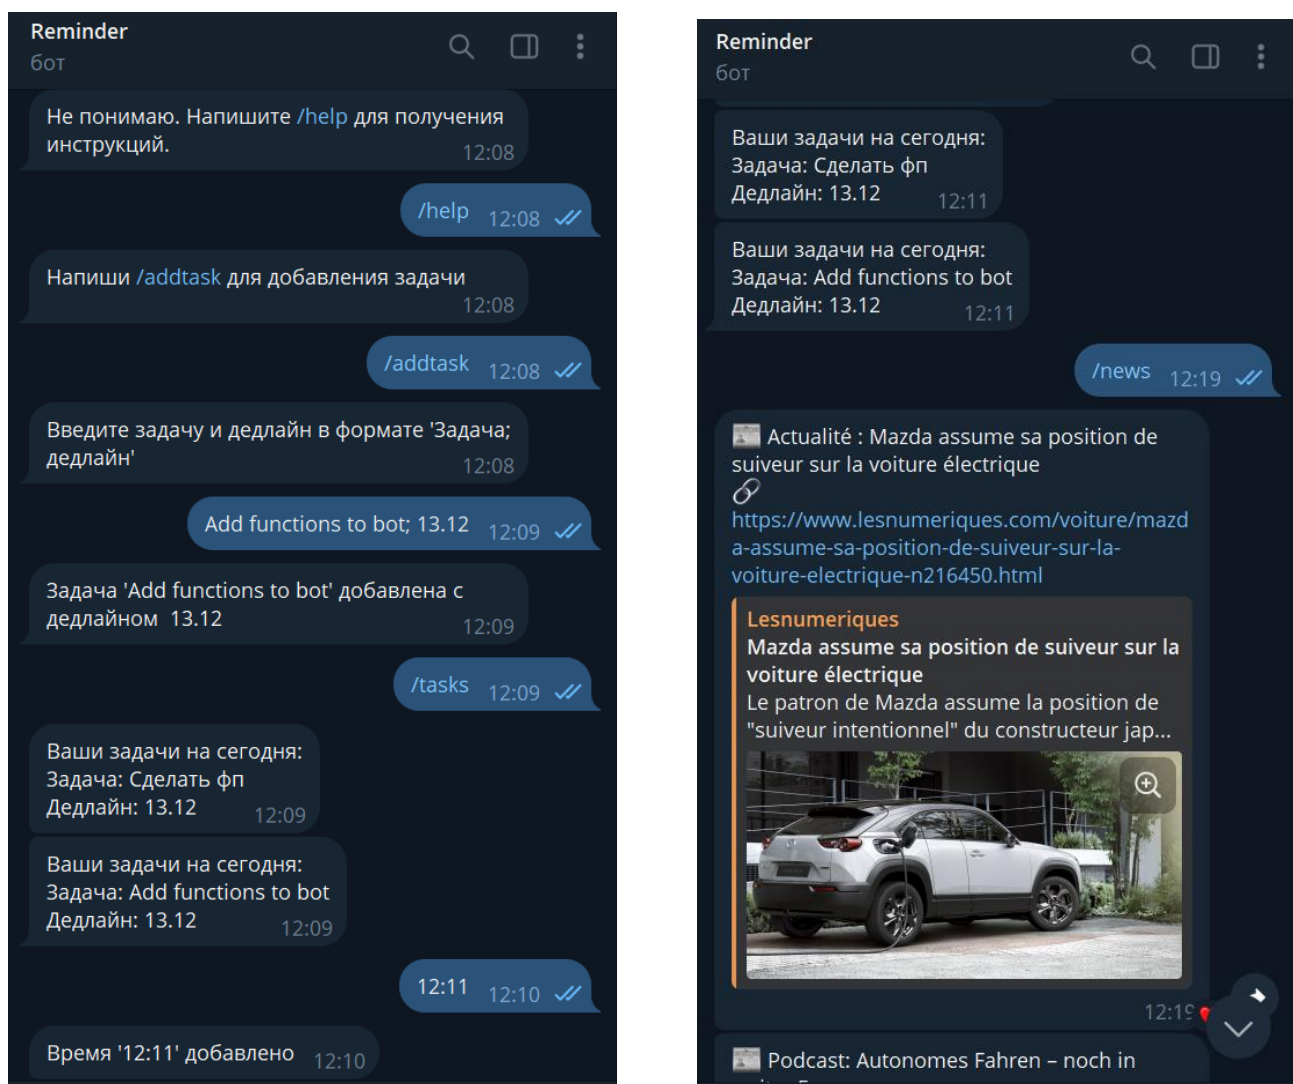 Reminder
бот
Не понимаю. Напишите /help для получения
инструкций.
12:08
/help 12:08
Напиши /addtask для добавления задачи
12:08
/addtask 12:08
Введите задачу и дедлайн в формате 'Задача;
дедлайн'
12:08
Add functions to bot; 13.12 12:09
Задача 'Add functions to bot' добавлена с
дедлайном 13.12
12:09
/tasks 12:09
Ваши задачи на сегодня:
Задача: Сделать фп
Дедлайн: 13.12 12:09
Ваши задачи на сегодня:
Задача: Add functions to bot
Дедлайн: 13.12 12:09
12:11 12:10
Время '12:11' добавлено 12:10
Reminder
бот
Ваши задачи на сегодня:
Задача: Сделать фп
Дедлайн: 13.12 12:11
Ваши задачи на сегодня:
Задача: Add functions to bot
Дедлайн: 13.12 12:11
/news 12:19
Actualité : Mazda assume sa position de
suiveur sur la voiture électrique
https://www.lesnumeriques.com/voiture/mazd
a-assume-sa-position-de-suiveur-sur-la-
voiture-electrique-n216450.html
Lesnumeriques
Mazda assume sa position de suiveur sur la
voiture électrique
Le patron de Mazda assume la position de
"suiveur intentionnel" du constructeur jap...
12:19
Podcast: Autonomes Fahren – noch in